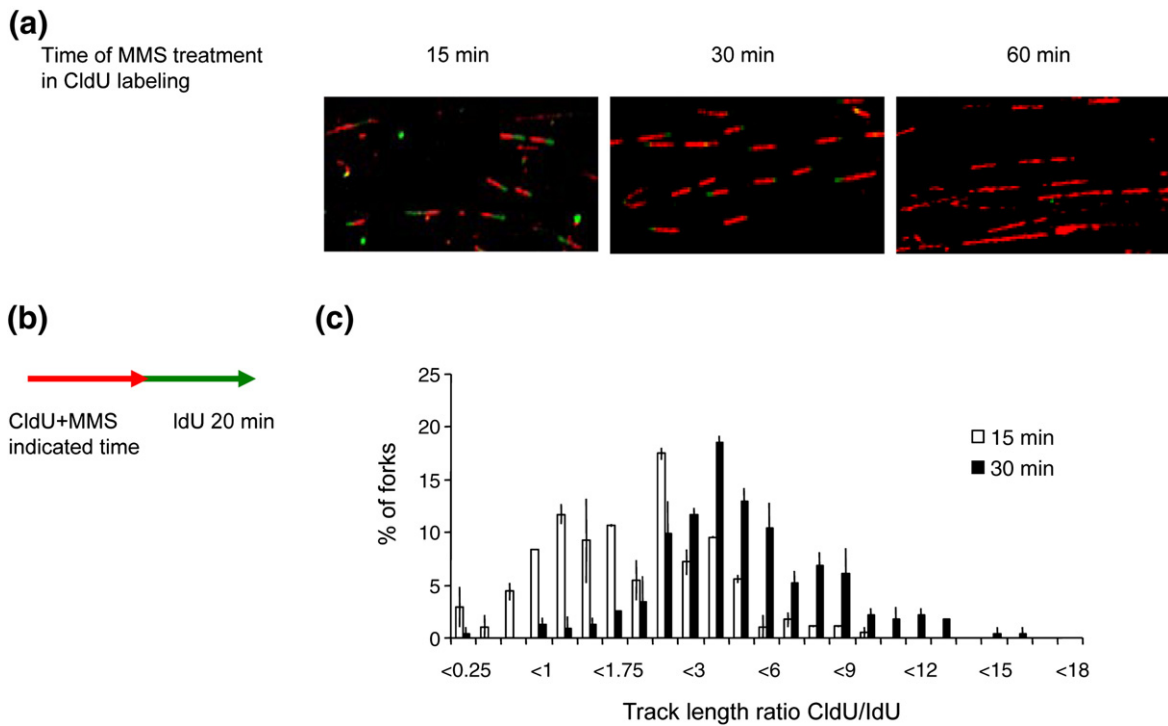 (a)
Time of MMS treatment
in CldU labeling
15 min
30 min
60 min
(b)
CldU+MMS
indicated time
IdU 20 min
(c)
% of forks
25
20
15
10
5
0
15 min
30 min
<0.25
<1
<1.75
<3
<6
<9
<12
<15
<18
Track length ratio CldU/IdU